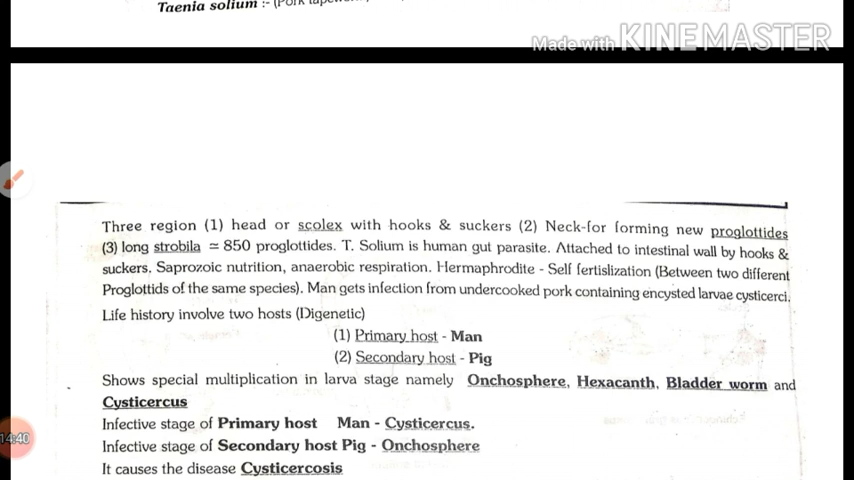 Taenia solium :- (Pork
Made with KINEMASTER
Three region (1) head or scolex with hooks & suckers (2) Neck-for forming new proglottides
(3) long strobila ≃ 850 proglottides. T. Solium is human gut parasite. Attached to intestinal wall by hooks &
suckers. Saprozoic nutrition, anaerobic respiration. Hermaphrodite - Self fertislization (Between two different
Proglottids of the same species). Man gets infection from undercooked pork containing encysted larvae cysticerci.
Life history involve two hosts (Digenetic)
(1) Primary host - Man
(2) Secondary host - Pig
Shows special multiplication in larva stage namely Onchosphere, Hexacanth, Bladder worm and
Cysticercus
Infective stage of Primary host Man - Cysticercus.
Infective stage of Secondary host Pig - Onchosphere
It causes the disease Cysticercosis
14:40